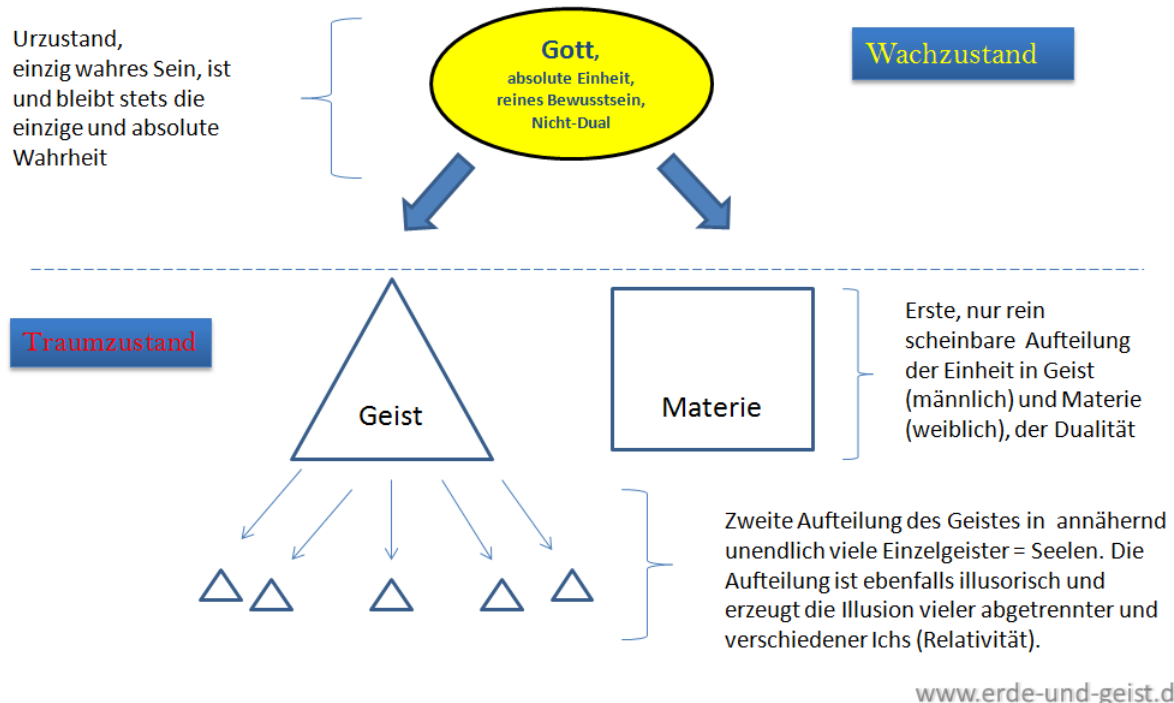 Urzustand,
einzig wahres Sein, ist
und bleibt stets die
einzige und absolute
Wahrheit
Gott,
absolute Einheit,
reines Bewusstsein,
Nicht-Dual
Wachzustand
Traumzustand
Geist
Materie
Erste, nur rein
scheinbare Aufteilung
der Einheit in Geist
(männlich) und Materie
(weiblich), der Dualität
Zweite Aufteilung des Geistes in annähernd
unendlich viele Einzelgeister = Seelen. Die
Aufteilung ist ebenfalls illusorisch und
erzeugt die Illusion vieler abgetrennter und
verschiedener Ichs (Relativität).
www.erde-und-geist.d